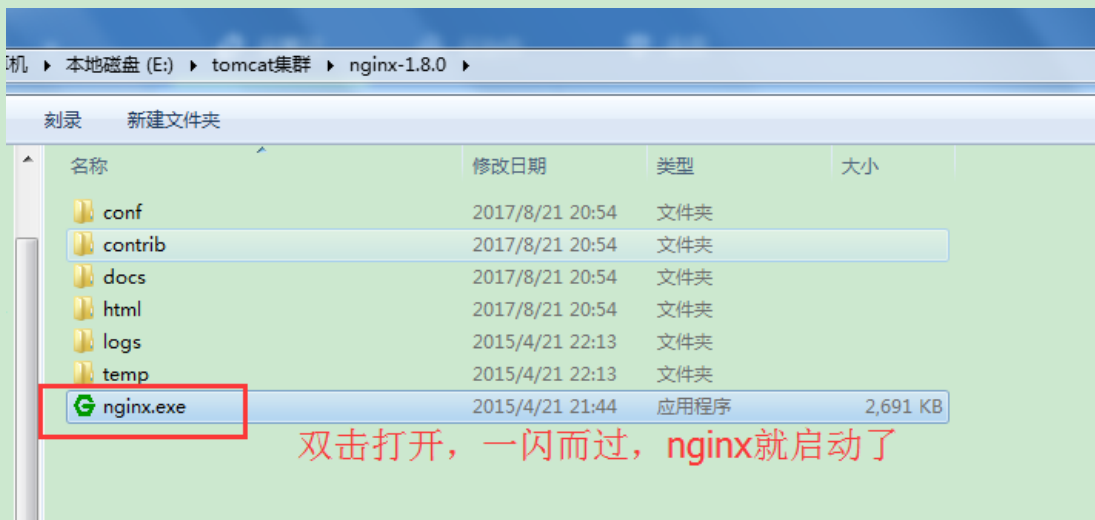 机 ▸ 本地磁盘 (E:) ▸ tomcat集群 ▸ nginx-1.8.0 ▸
刻录 新建文件夹
名称 修改日期 类型 大小
conf 2017/8/21 20:54 文件夹
contrib 2017/8/21 20:54 文件夹
docs 2017/8/21 20:54 文件夹
html 2017/8/21 20:54 文件夹
logs 2015/4/21 22:13 文件夹
temp 2015/4/21 22:13 文件夹
nginx.exe 2015/4/21 21:44 应用程序 2,691 KB
双击打开，一闪而过，nginx就启动了